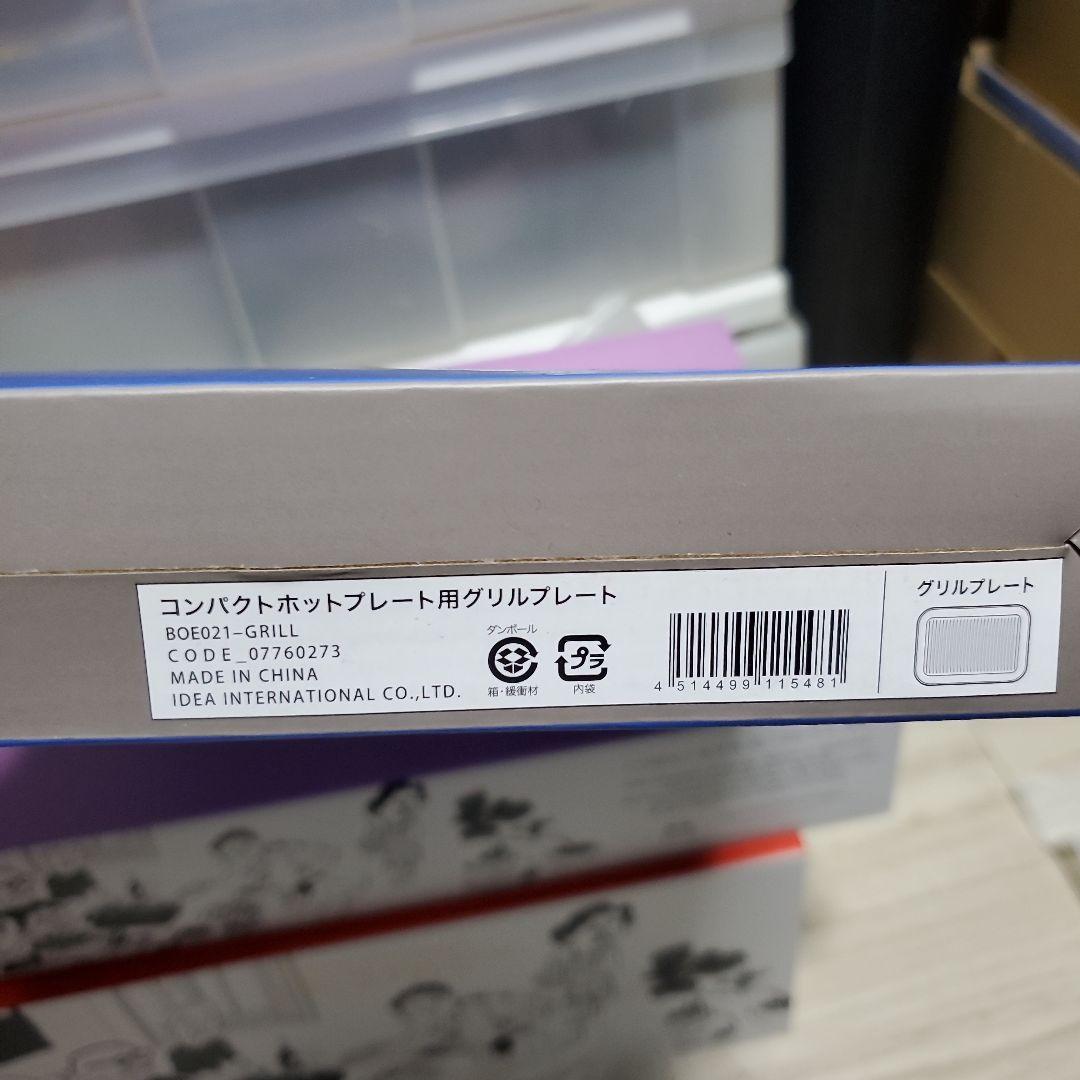 コンパクトホットプレート用グリルプレート
BOE021-GRILL
CODE_07760273
MADE IN CHINA
IDEA INTERNATIONAL CO.,LTD.
ダンボール
箱・緩衝材
プラ
内袋
4 514499 115481
グリルプレート